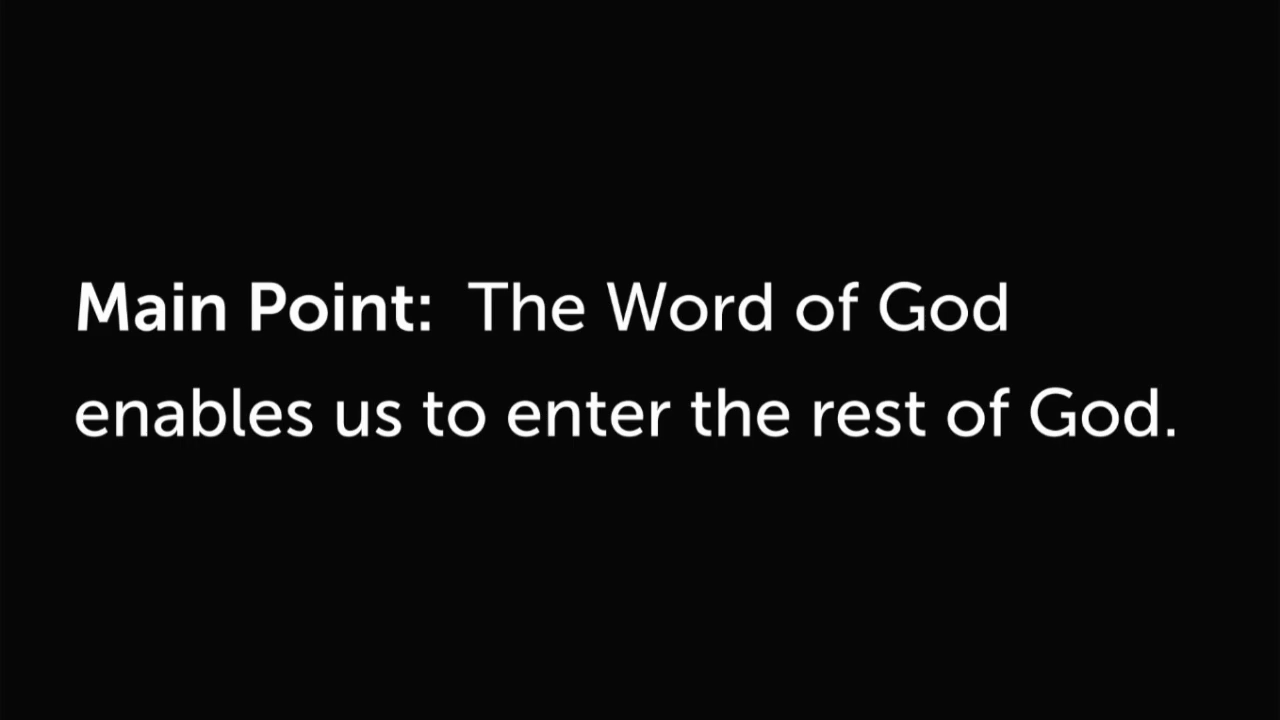 Main Point:  The Word of God
enables us to enter the rest of God.